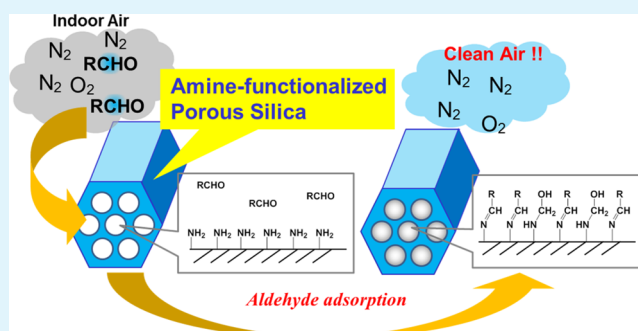 Indoor Air
N2 N2
RCHO
N2 O2
RCHO
Amine-functionalized
Porous Silica
Clean Air !!
N2 N2
N2
O2
RCHO RCHO
RCHO
NH2 NH2 NH2 NH2 NH2 NH2
R R OH R OH R
CH CH CH2 CH CH2 CH
N N HN N HN N
Aldehyde adsorption